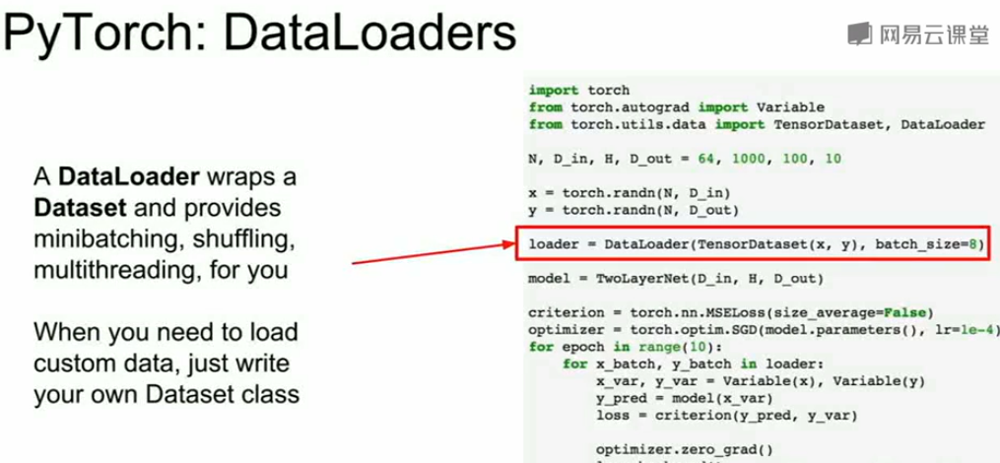 PyTorch: DataLoaders
网易云课堂
A DataLoader wraps a
Dataset and provides
minibatching, shuffling,
multithreading, for you
When you need to load
custom data, just write
your own Dataset class
import torch
from torch.autograd import Variable
from torch.utils.data import TensorDataset, DataLoader
N, D_in, H, D_out = 64, 1000, 100, 10
x = torch.randn(N, D_in)
y = torch.randn(N, D_out)
loader = DataLoader(TensorDataset(x, y), batch_size=8)
model = TwoLayerNet(D_in, H, D_out)
criterion = torch.nn.MSELoss(size_average=False)
optimizer = torch.optim.SGD(model.parameters(), lr=1e-4)
for epoch in range(10):
    for x_batch, y_batch in loader:
        x_var, y_var = Variable(x), Variable(y)
        y_pred = model(x_var)
        loss = criterion(y_pred, y_var)
        optimizer.zero_grad()